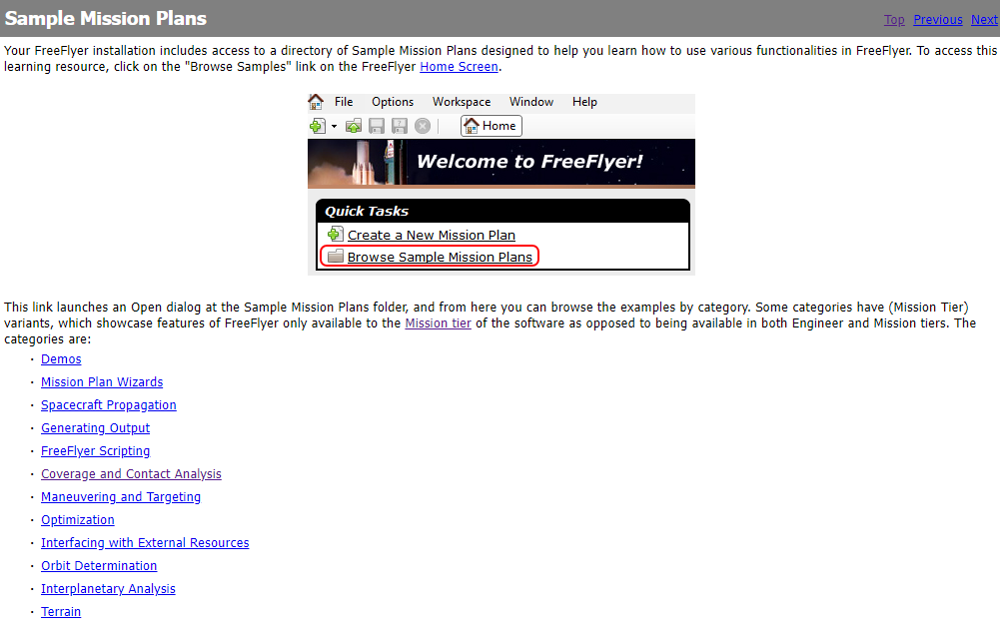 Sample Mission Plans
Top Previous Next
Your FreeFlyer installation includes access to a directory of Sample Mission Plans designed to help you learn how to use various functionalities in FreeFlyer. To access this
learning resource, click on the "Browse Samples" link on the FreeFlyer Home Screen.
File Options Workspace Window Help
Home
Welcome to FreeFlyer!
Quick Tasks
Create a New Mission Plan
Browse Sample Mission Plans
This link launches an Open dialog at the Sample Mission Plans folder, and from here you can browse the examples by category. Some categories have (Mission Tier)
variants, which showcase features of FreeFlyer only available to the Mission tier of the software as opposed to being available in both Engineer and Mission tiers. The
categories are:
· Demos
· Mission Plan Wizards
· Spacecraft Propagation
· Generating Output
· FreeFlyer Scripting
· Coverage and Contact Analysis
· Maneuvering and Targeting
· Optimization
· Interfacing with External Resources
· Orbit Determination
· Interplanetary Analysis
· Terrain